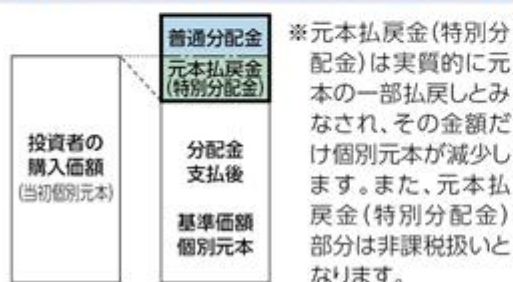 普通分配金
元本払戻金
(特別分配金)
投資者の
購入価額
(当初個別元本)
分配金
支払後
基準価額
個別元本
※元本払戻金(特別分
配金)は実質的に元
本の一部払戻しとみ
なされ、その金額だ
け個別元本が減少し
ます。また、元本払
戻金(特別分配金)
部分は非課税扱いと
なります。